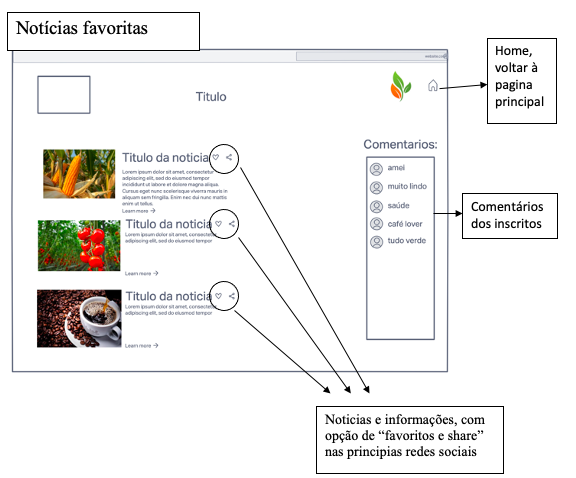 Notícias favoritas
Home,
voltar à
pagina
principal
Titulo
Comentarios:
amei
muito lindo
saúde
café lover
tudo verde
Comentários
dos inscritos
Titulo da noticia
Lorem ipsum dolor sit amet, consectetur
adipiscing elit, sed do eiusmod tempor
incididunt ut labore et dolore magna aliqua.
Cursus eget nunc scelerisque viverra mauris in
aliquam sem fringilla. Enim nec dui nunc mattis
enim ut tellus.
Learn more
Titulo da noticia
Lorem ipsum dolor sit amet, consectetur
adipiscing elit, sed do eiusmod tempor
Learn more
Titulo da noticia
Lorem ipsum dolor sit amet, consectetur
adipiscing elit, sed do eiusmod tempor
Learn more
Noticias e informações, com
opção de “favoritos e share”
nas principias redes sociais